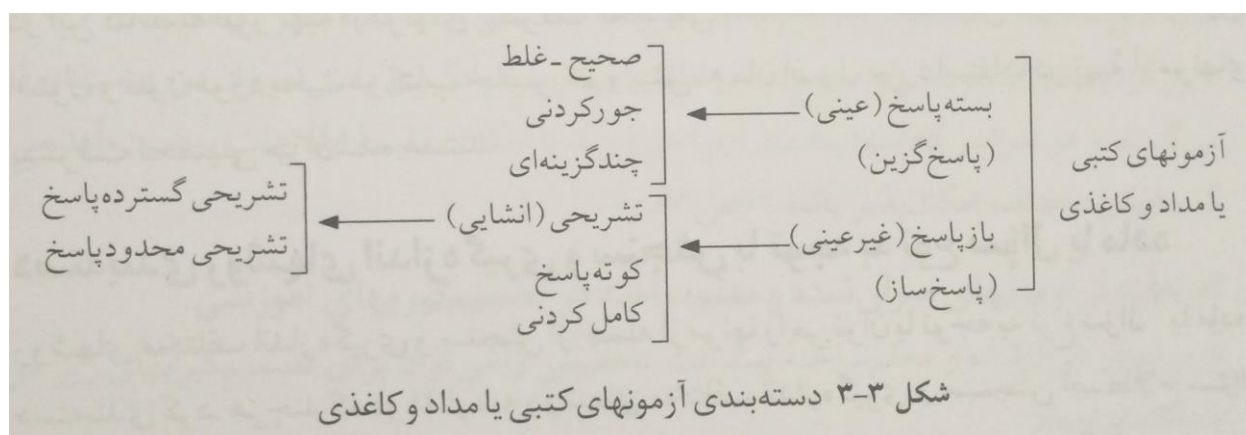 آزمونهای کتبی
یا مداد و کاغذی
بسته‌پاسخ (عینی)
(پاسخ‌گزین)
صحیح ـ غلط
جورکردنی
چندگزینه‌ای
بازپاسخ (غیرعینی)
(پاسخ‌ساز)
تشریحی (انشایی)
کوته‌پاسخ
کامل کردنی
تشریحی گسترده‌پاسخ
تشریحی محدودپاسخ
شکل ۳-۳ دسته‌بندی آزمونهای کتبی یا مداد و کاغذی